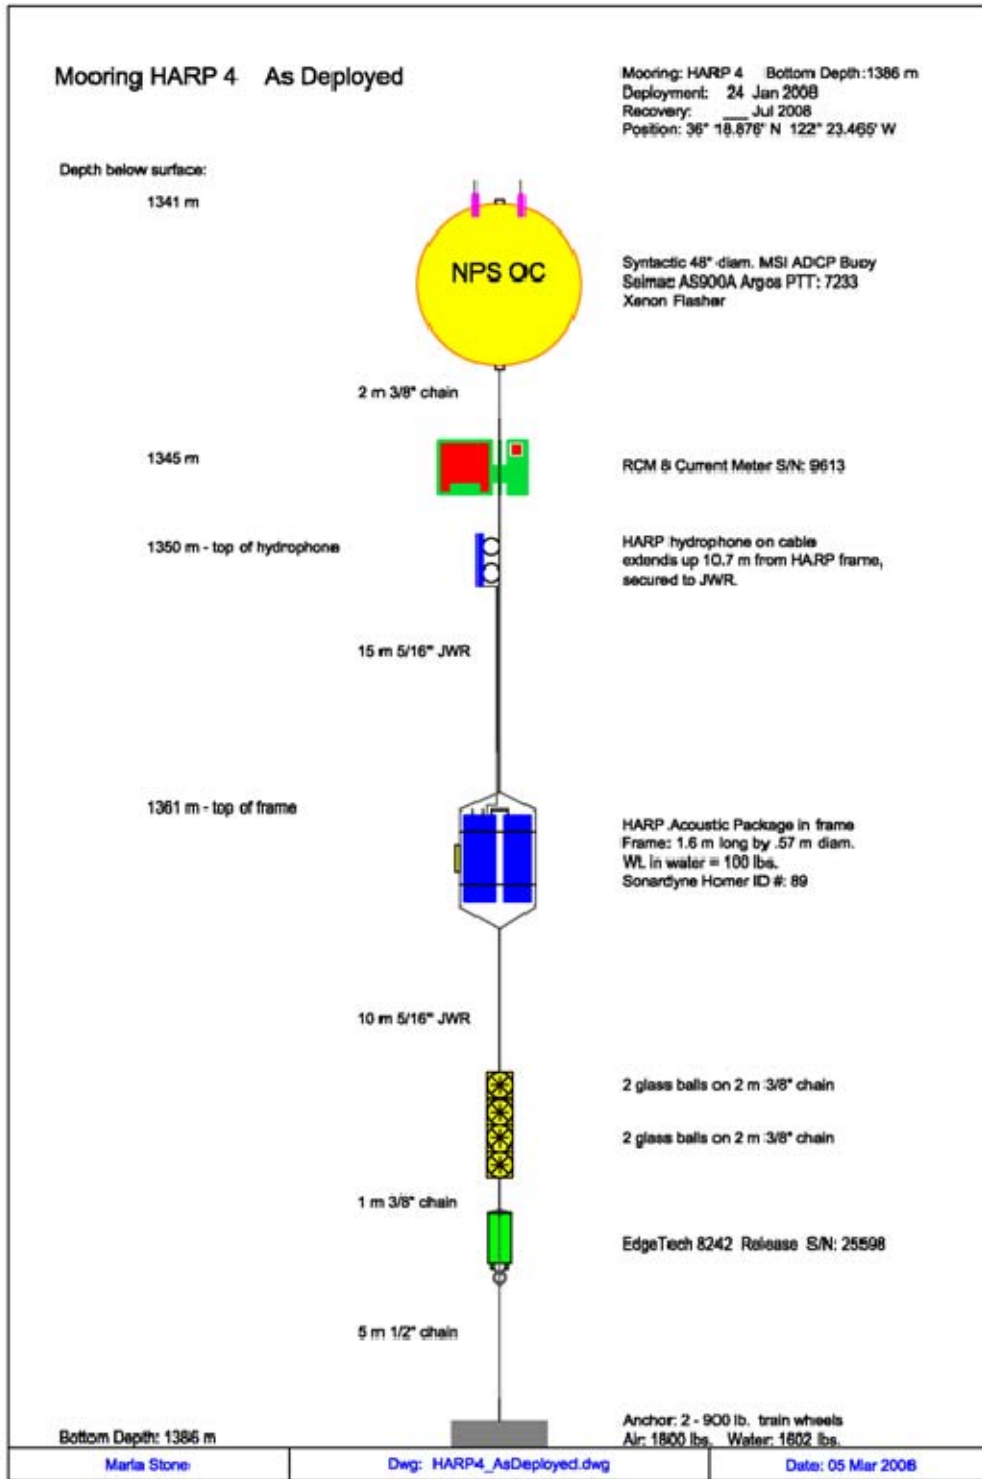 Mooring HARP 4 As Deployed
Mooring: HARP 4 Bottom Depth:1386 m
Deployment: 24 Jan 2008
Recovery: ___ Jul 2008
Position: 36° 18.876' N 122° 23.465' W
Depth below surface:
1341 m
NPS OC
Syntactic 48" diam. MSI ADCP Buoy
Seimac AS900A Argos PTT: 7233
Xenon Flasher
2 m 3/8" chain
1345 m
RCM 8 Current Meter S/N: 9613
1350 m - top of hydrophone
HARP hydrophone on cable
extends up 10.7 m from HARP frame,
secured to JWR.
15 m 5/16" JWR
1361 m - top of frame
HARP Acoustic Package in frame
Frame: 1.6 m long by .57 m diam.
Wt. in water = 100 lbs.
Sonardyne Homer ID #: 89
10 m 5/16" JWR
2 glass balls on 2 m 3/8" chain
2 glass balls on 2 m 3/8" chain
1 m 3/8" chain
EdgeTech 8242 Release S/N: 25598
5 m 1/2" chain
Anchor: 2 - 900 lb. train wheels
Air: 1800 lbs. Water: 1602 lbs.
Bottom Depth: 1386 m
Marla Stone
Dwg: HARP4_AsDeployed.dwg
Date: 05 Mar 2008